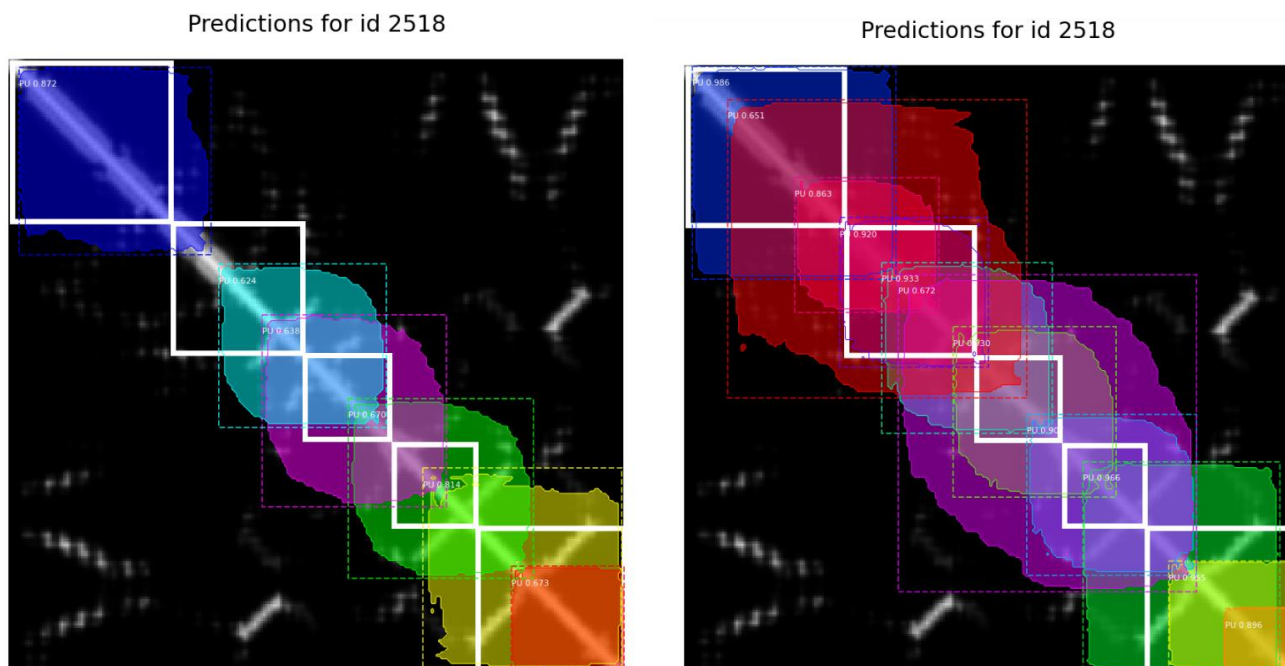 Predictions for id 2518
PU 0.872
PU 0.624
PU 0.638
PU 0.670
PU 0.814
PU 0.673
Predictions for id 2518
PU 0.986
PU 0.651
PU 0.863
PU 0.920
PU 0.933
PU 0.672
PU 0.930
PU 0.966
PU 0.896